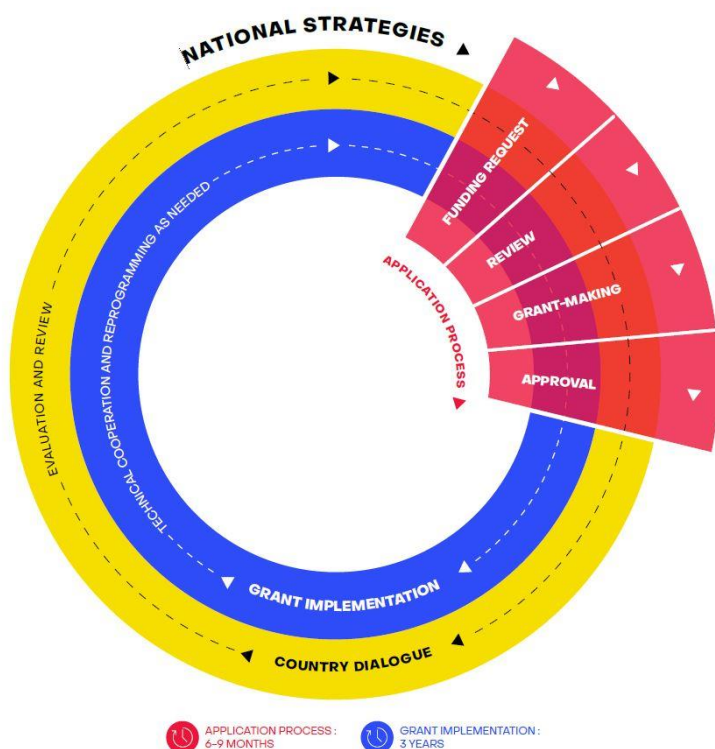 NATIONAL STRATEGIES
FUNDING REQUEST
REVIEW
GRANT-MAKING
APPROVAL
APPLICATION PROCESS
EVALUATION AND REVIEW
TECHNICAL COOPERATION AND REPROGRAMMING AS NEEDED
GRANT IMPLEMENTATION
COUNTRY DIALOGUE
APPLICATION PROCESS :
6–9 MONTHS
GRANT IMPLEMENTATION :
3 YEARS